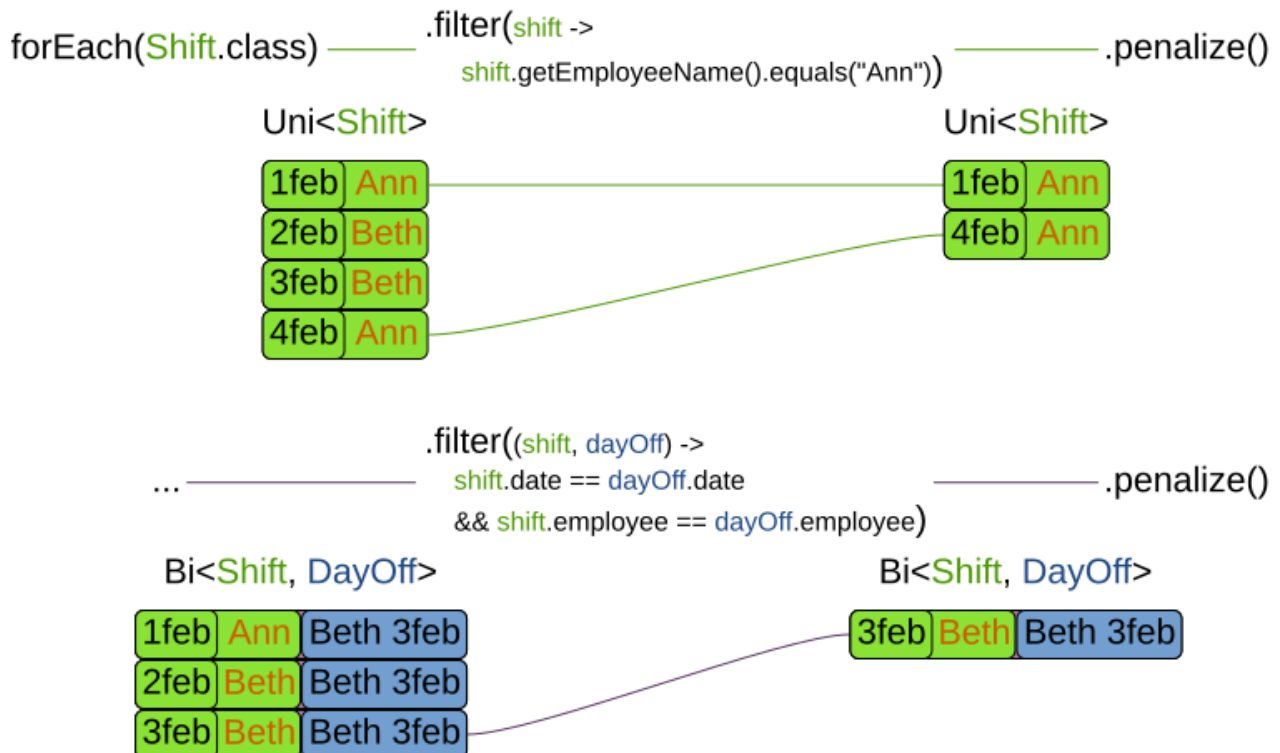 forEach(Shift.class)
.filter(shift ->
shift.getEmployeeName().equals("Ann"))
.penalize()
Uni<Shift>
Uni<Shift>
1feb Ann
1feb Ann
2feb Beth
4feb Ann
3feb Beth
4feb Ann
.filter((shift, dayOff) ->
...
shift.date == dayOff.date
.penalize()
&& shift.employee == dayOff.employee)
Bi<Shift, DayOff>
Bi<Shift, DayOff>
1feb Ann Beth 3feb
3feb Beth Beth 3feb
2feb Beth Beth 3feb
3feb Beth Beth 3feb